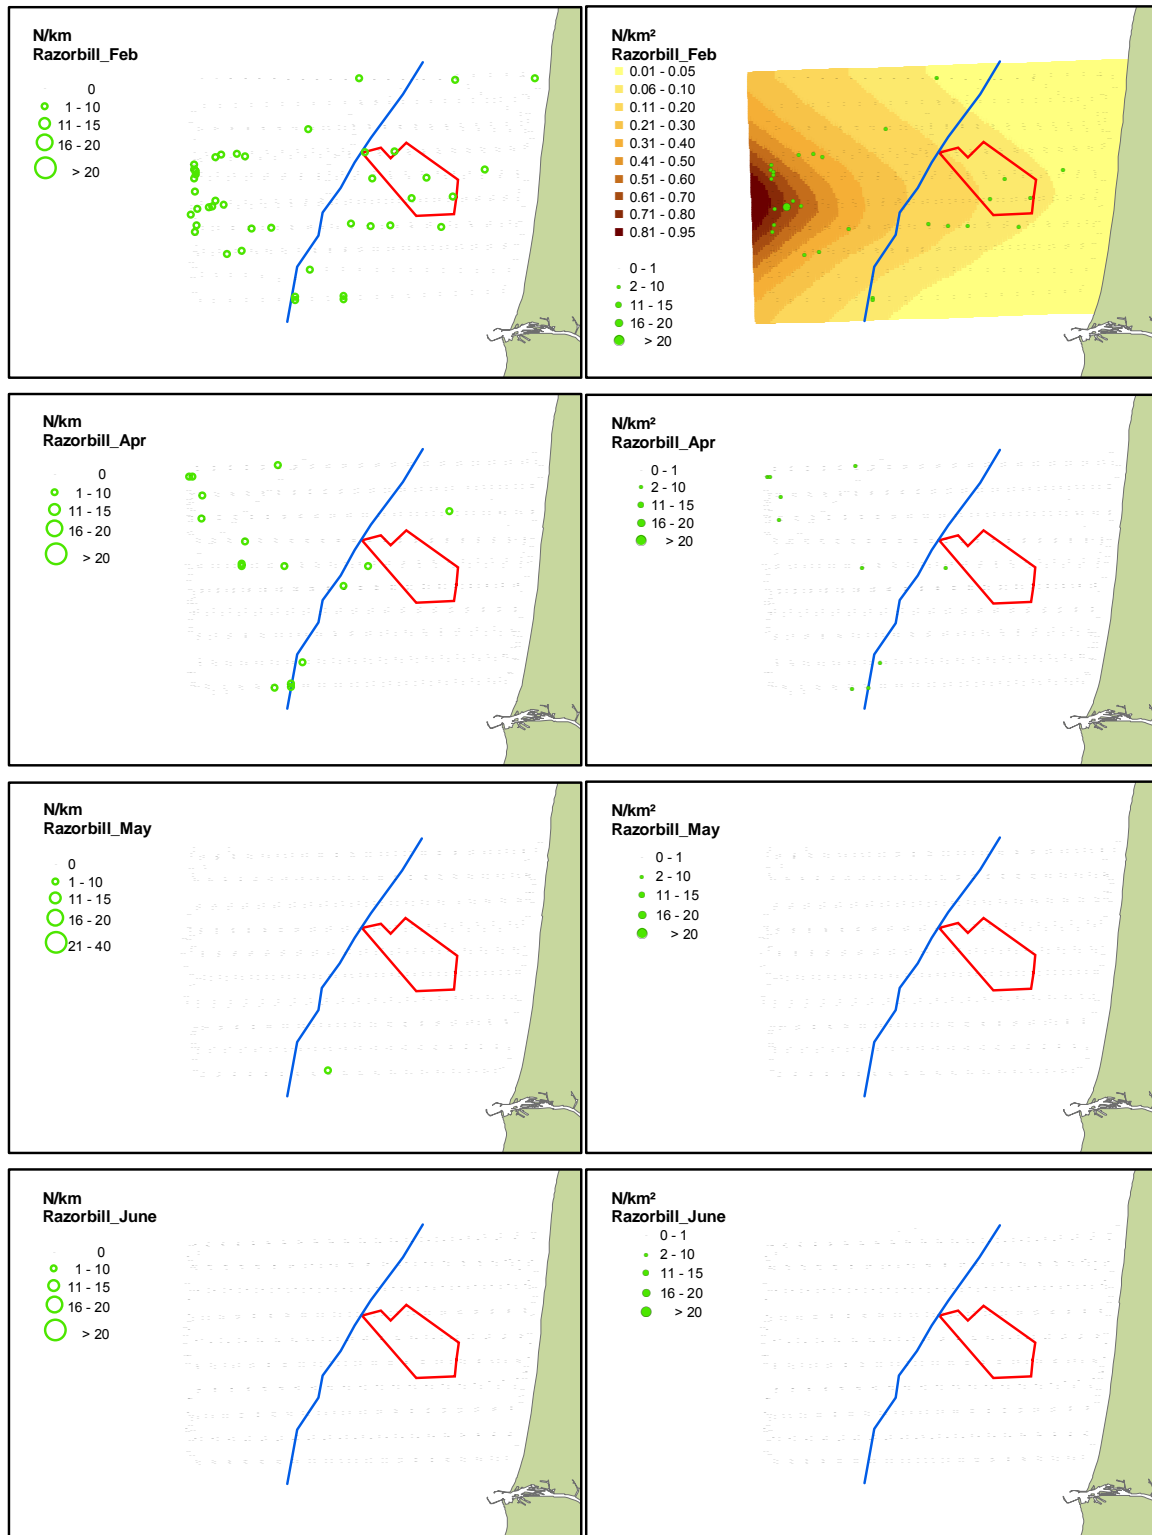 N/km
Razorbill_Feb
0
1 - 10
11 - 15
16 - 20
> 20
N/km²
Razorbill_Feb
0.01 - 0.05
0.06 - 0.10
0.11 - 0.20
0.21 - 0.30
0.31 - 0.40
0.41 - 0.50
0.51 - 0.60
0.61 - 0.70
0.71 - 0.80
0.81 - 0.95
0 - 1
2 - 10
11 - 15
16 - 20
> 20
N/km
Razorbill_Apr
0
1 - 10
11 - 15
16 - 20
> 20
N/km²
Razorbill_Apr
0 - 1
2 - 10
11 - 15
16 - 20
> 20
N/km
Razorbill_May
0
1 - 10
11 - 15
16 - 20
21 - 40
N/km²
Razorbill_May
0 - 1
2 - 10
11 - 15
16 - 20
> 20
N/km
Razorbill_June
0
1 - 10
11 - 15
16 - 20
> 20
N/km²
Razorbill_June
0 - 1
2 - 10
11 - 15
16 - 20
> 20